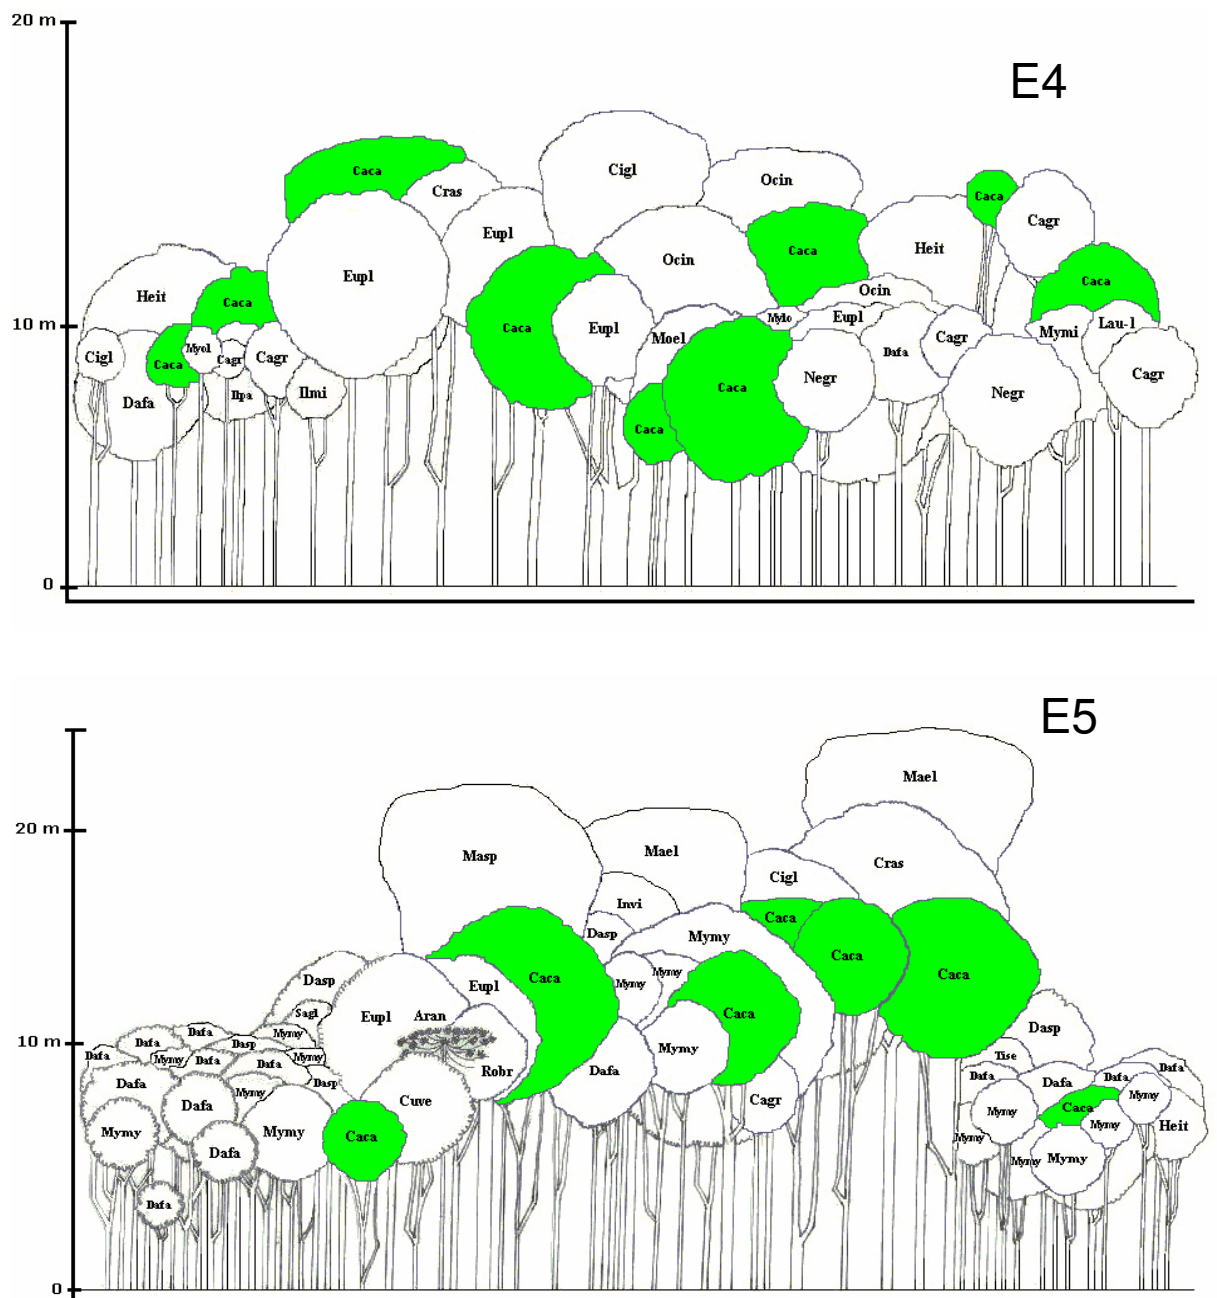 20 m
E4
Caca
Cigl
Cras
Ocin
Caca
Cagr
Eupl
Heit
Ocin
Caca
Eupl
Heit
Caca
Caca
Ocin
10 m
Caca
Eupl
Mylo
Eupl
Lau-1
Moel
Cagr
Mymi
Cigl
Myol
Cagr
Cagr
Dafa
Caca
Cagr
Negr
Caca
Dafa
Ilpa
Ilmi
Negr
Caca
0
E5
Mael
20 m
Masp
Mael
Cras
Cigl
Invi
Caca
Dasp
Mymy
Caca
Dasp
Eupl
Caca
Mymy
Mymy
Caca
Sagl
Eupl
Aran
Caca
Dasp
Dafa
Mymy
10 m
Dafa
Dasp
Mymy
Dafa
Mymy
Dafa
Dafa
Mymy
Tise
Robr
Dafa
Dafa
Dafa
Dafa
Dafa
Dasp
Mymy
Cuve
Cagr
Mymy
Dafa
Caca
Mymy
Mymy
Mymy
Caca
Mymy
Heit
Mymy
Dafa
Mymy
Mymy
Dafa
0